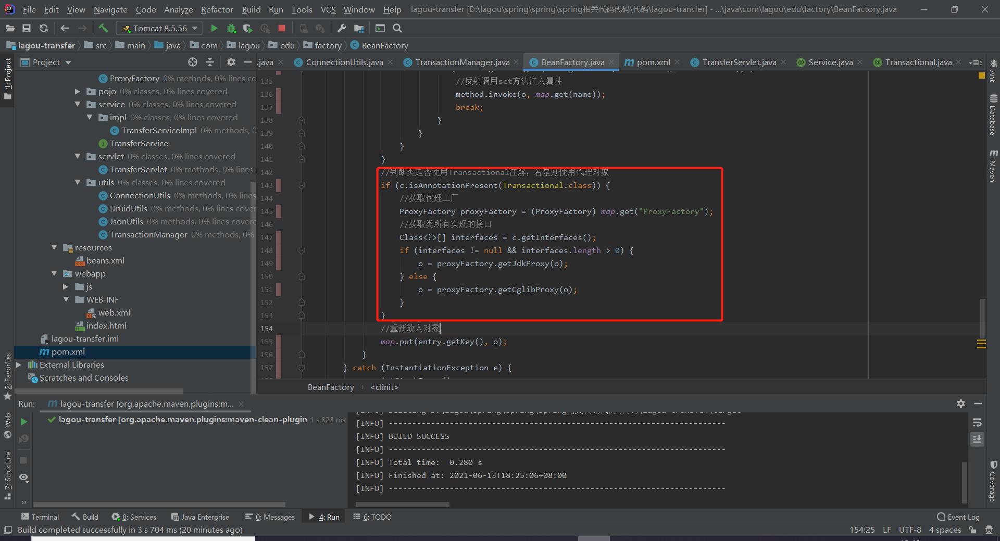 File Edit View Navigate Code Analyze Refactor Build Run Tools VCS Window Help lagou-transfer [D:\lagou\spring\spring\spring相关代码代码\代码\lagou-transfer] - ...\java\com\lagou\edu\factory\BeanFactory.java
Tomcat 8.5.56
lagou-transfer src main java com lagou edu factory BeanFactory
Project
.java ConnectionUtils.java TransactionManager.java BeanFactory.java pom.xml TransferServlet.java Service.java Transactional.java 3
1: Project
2: Favorites
Web
7: Structure
ProxyFactory 0% methods, 0% lines co
pojo 0% classes, 0% lines covered
service 0% classes, 0% lines covered
impl 0% classes, 0% lines covered
TransferServiceImpl 0% methods, 0
TransferService
servlet 0% classes, 0% lines covered
TransferServlet 0% methods, 0% lines
utils 0% classes, 0% lines covered
ConnectionUtils 0% methods, 0% lines
DruidUtils 0% methods, 0% lines cover
JsonUtils 0% methods, 0% lines covere
TransactionManager 0% methods, 0%
resources
beans.xml
webapp
js
WEB-INF
web.xml
index.html
lagou-transfer.iml
pom.xml
External Libraries
Scratches and Consoles
135 //反射调用set方法注入属性
136 method.invoke(o, map.get(name));
137 break;
138 }
139 }
140 }
141 }
142 //判断类是否使用Transactional注解，若是则使用代理对象
143 if (c.isAnnotationPresent(Transactional.class)) {
144 //获取代理工厂
145 ProxyFactory proxyFactory = (ProxyFactory) map.get("ProxyFactory");
146 //获取类所有实现的接口
147 Class<?>[] interfaces = c.getInterfaces();
148 if (interfaces != null && interfaces.length > 0) {
149 o = proxyFactory.getJdkProxy(o);
150 } else {
151 o = proxyFactory.getCglibProxy(o);
152 }
153 }
154 //重新放入对象
155 map.put(entry.getKey(), o);
156 }
157 } catch (InstantiationException e) {
BeanFactory <clinit>
Ant
Database
Maven
Coverage
Run: lagou-transfer [org.apache.maven.plugins:m...
lagou-transfer [org.apache.maven.plugins:maven-clean-plugin 1 s 823 ms
[INFO] ------------------------------------------------------------------------
[INFO] BUILD SUCCESS
[INFO] ------------------------------------------------------------------------
[INFO] Total time:  0.280 s
[INFO] Finished at: 2021-06-13T18:25:06+08:00
[INFO] ------------------------------------------------------------------------
Terminal Build 8: Services Java Enterprise 0: Messages 4: Run 6: TODO Event Log
Build completed successfully in 3 s 704 ms (20 minutes ago) 154:25 LF UTF-8 4 spaces